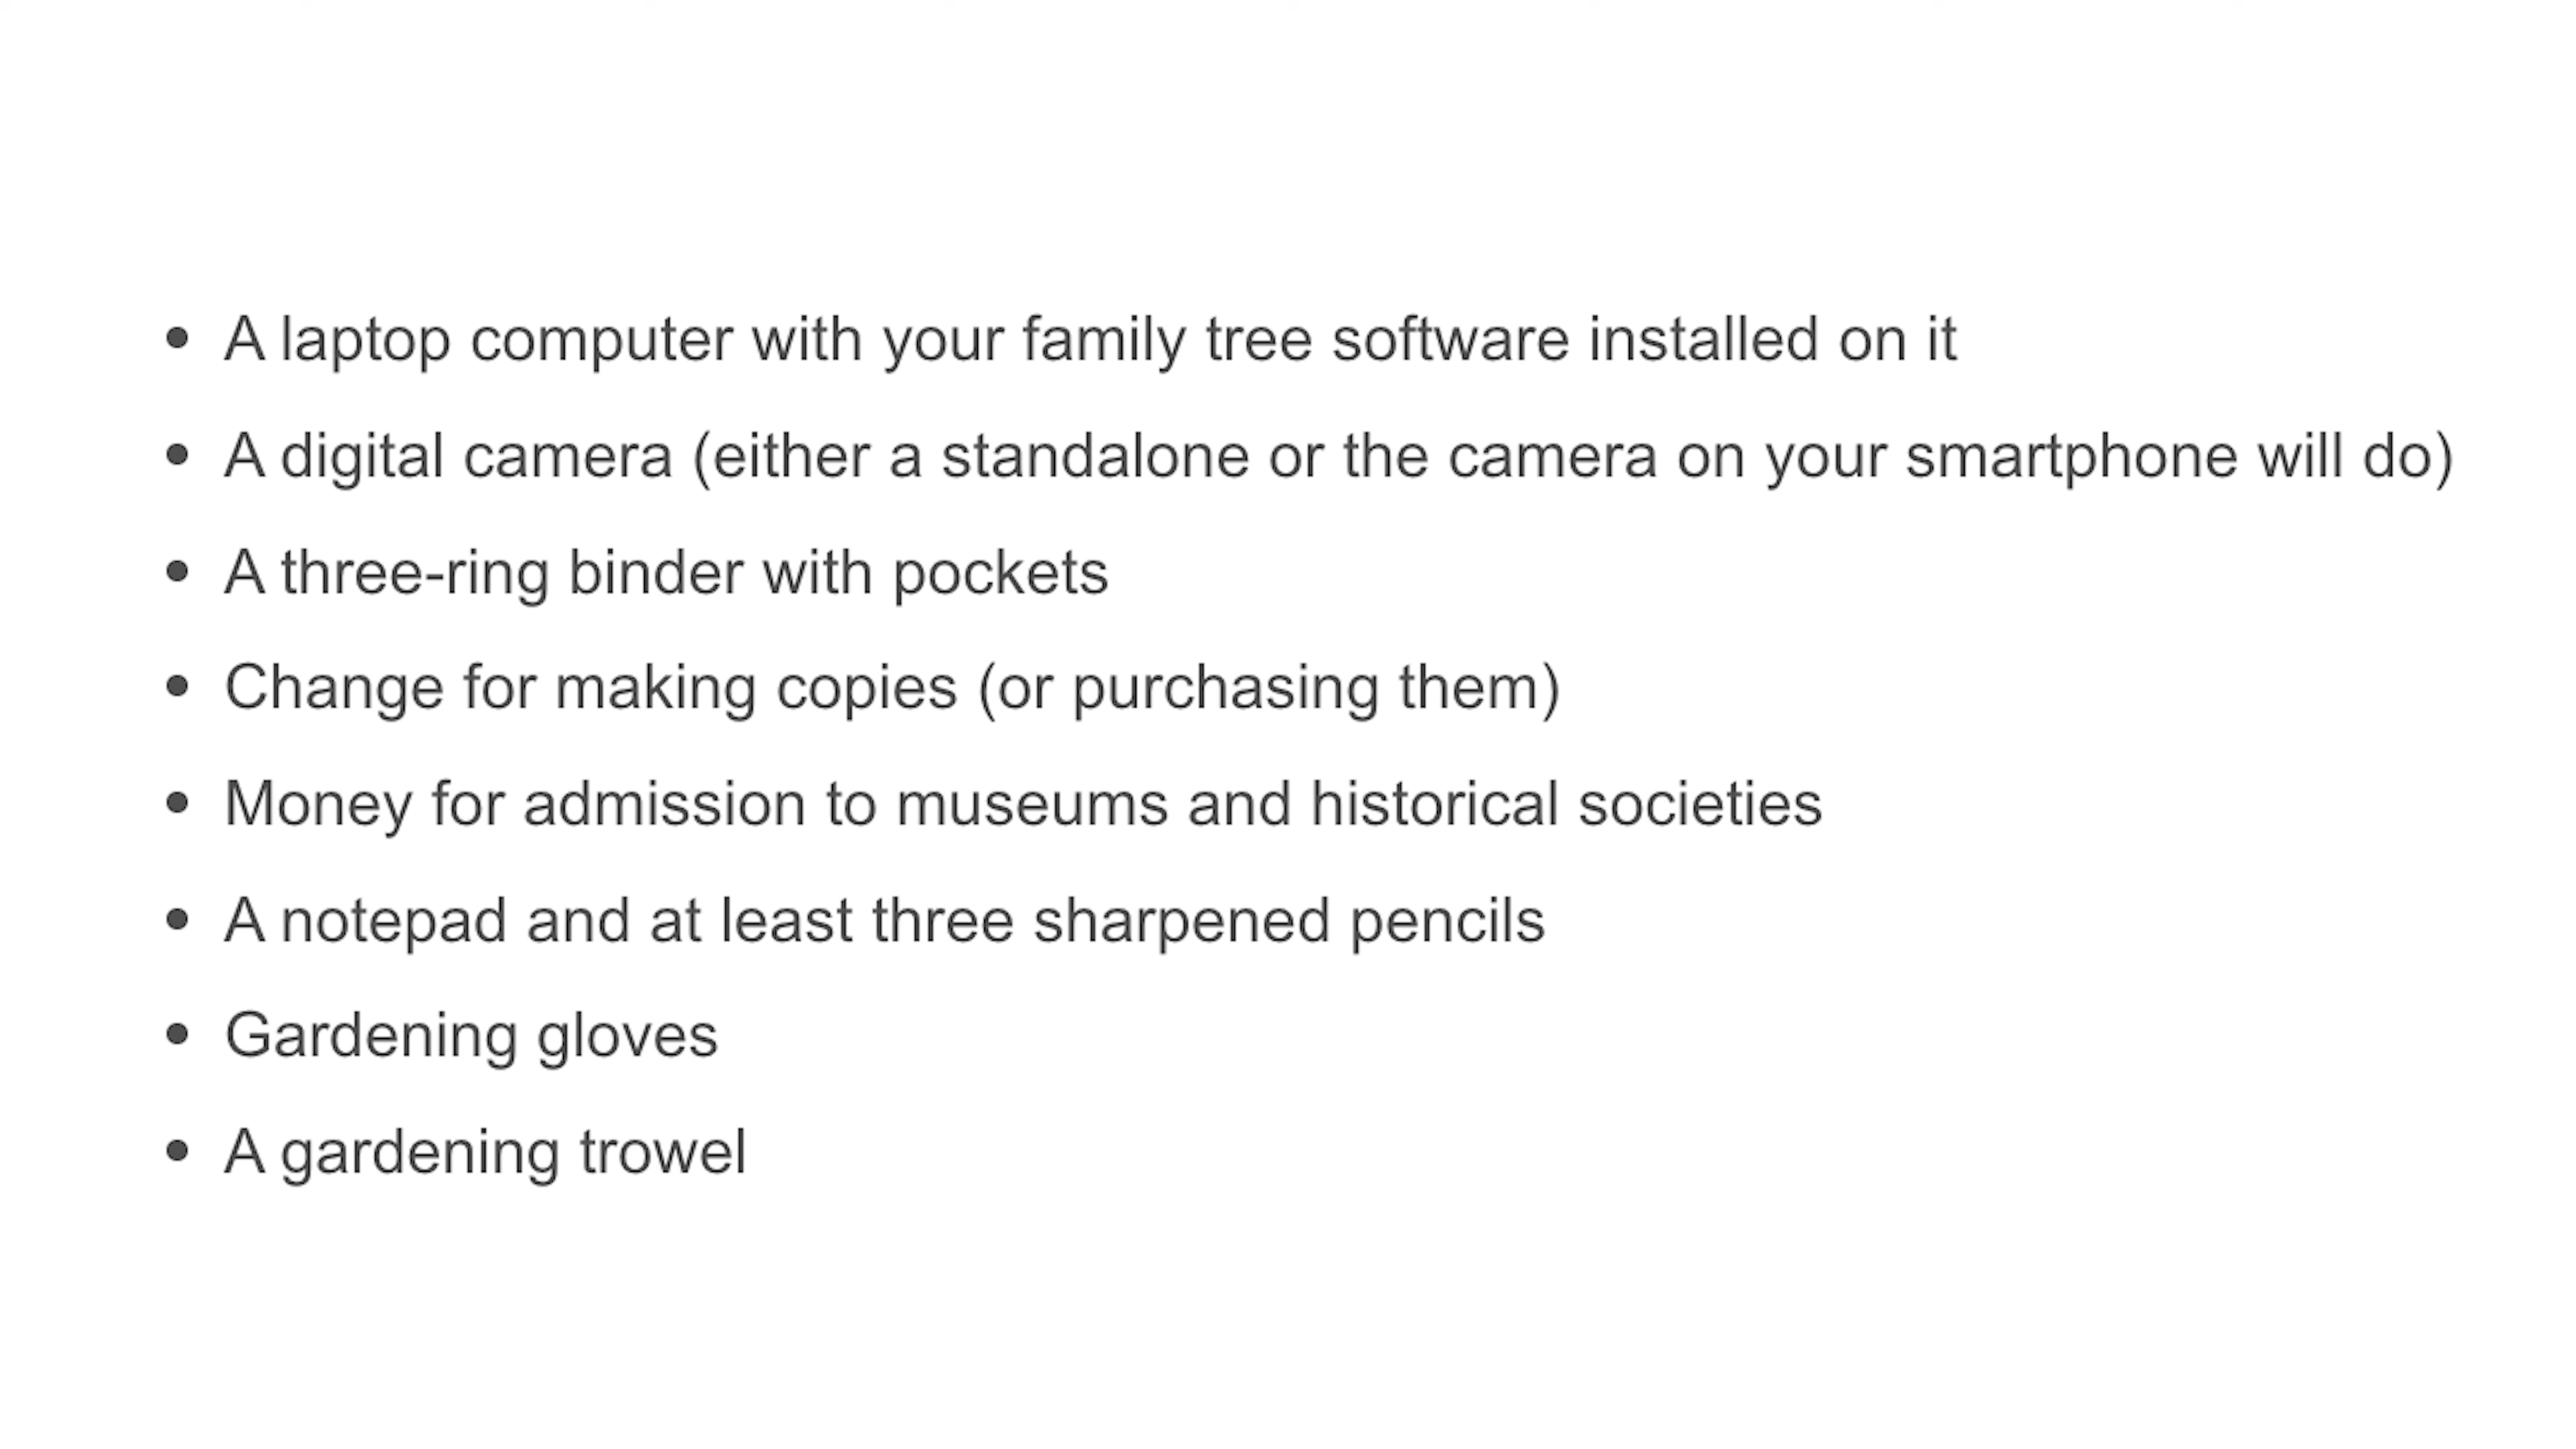 • A laptop computer with your family tree software installed on it
• A digital camera (either a standalone or the camera on your smartphone will do)
• A three-ring binder with pockets
• Change for making copies (or purchasing them)
• Money for admission to museums and historical societies
• A notepad and at least three sharpened pencils
• Gardening gloves
• A gardening trowel